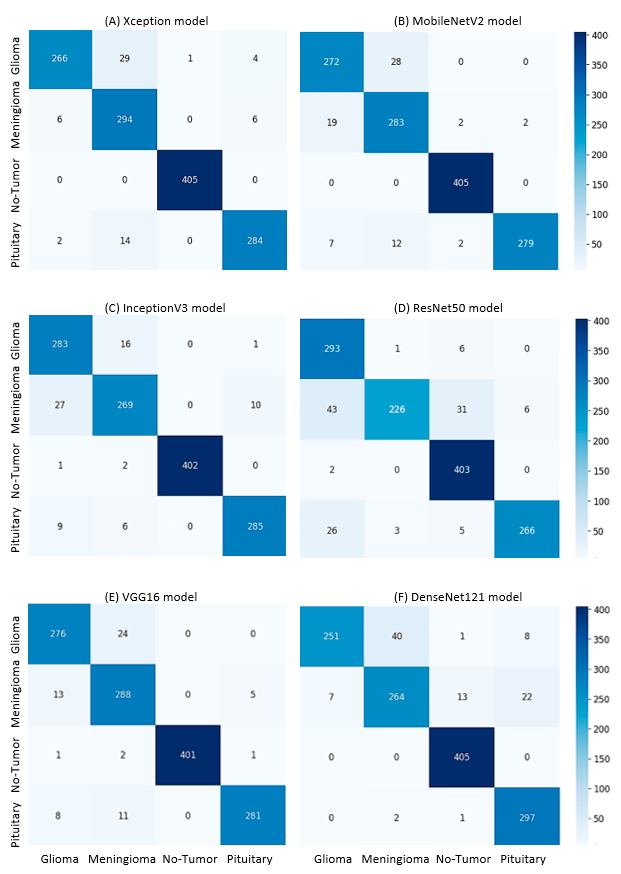 (A) Xception model (B) MobileNetV2 model
Glioma 266 29 1 4 272 28 0 0 400
350
300
Meningioma 6 294 0 6 19 283 2 2 250
200
No-Tumor 0 0 405 0 0 0 405 0 150
100
Pituitary 2 14 0 284 7 12 2 279 50
(C) InceptionV3 model (D) ResNet50 model
Glioma 283 16 0 1 293 1 6 0 400
350
300
Meningioma 27 269 0 10 43 226 31 6 250
200
No-Tumor 1 2 402 0 2 0 403 0 150
100
Pituitary 9 6 0 285 26 3 5 266 50
(E) VGG16 model (F) DenseNet121 model
Glioma 276 24 0 0 251 40 1 8 400
350
300
Meningioma 13 288 0 5 7 264 13 22 250
200
No-Tumor 1 2 401 1 0 0 405 0 150
100
Pituitary 8 11 0 281 0 2 1 297 50
Glioma Meningioma No-Tumor Pituitary Glioma Meningioma No-Tumor Pituitary